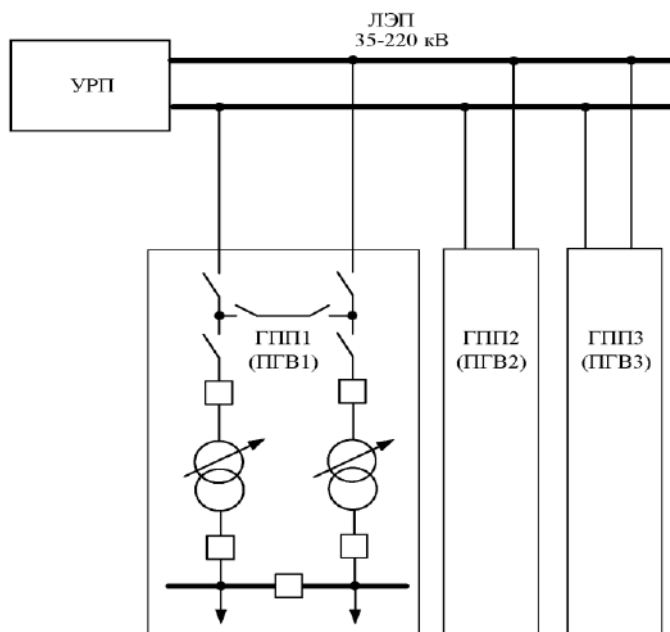 ЛЭП
35-220 кВ
УРП
ГПП1
(ПГВ1)
ГПП2
(ПГВ2)
ГПП3
(ПГВ3)